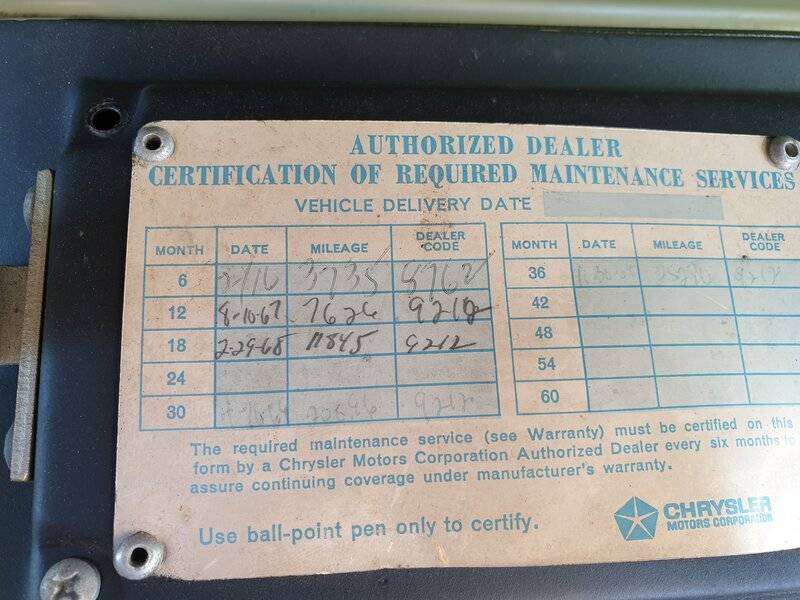 AUTHORIZED DEALER
CERTIFICATION OF REQUIRED MAINTENANCE SERVICES
VEHICLE DELIVERY DATE
MONTH DATE MILEAGE DEALER CODE MONTH DATE MILEAGE DEALER CODE
6 3735 8762 36 9212
12 8-10-67 7626 9212 42
18 2-29-68 11845 9212 48
24 54
30 9212 60
The required maintenance service (see Warranty) must be certified on this
form by a Chrysler Motors Corporation Authorized Dealer every six months to
assure continuing coverage under manufacturer's warranty.
Use ball-point pen only to certify.
CHRYSLER
MOTORS CORPORATION